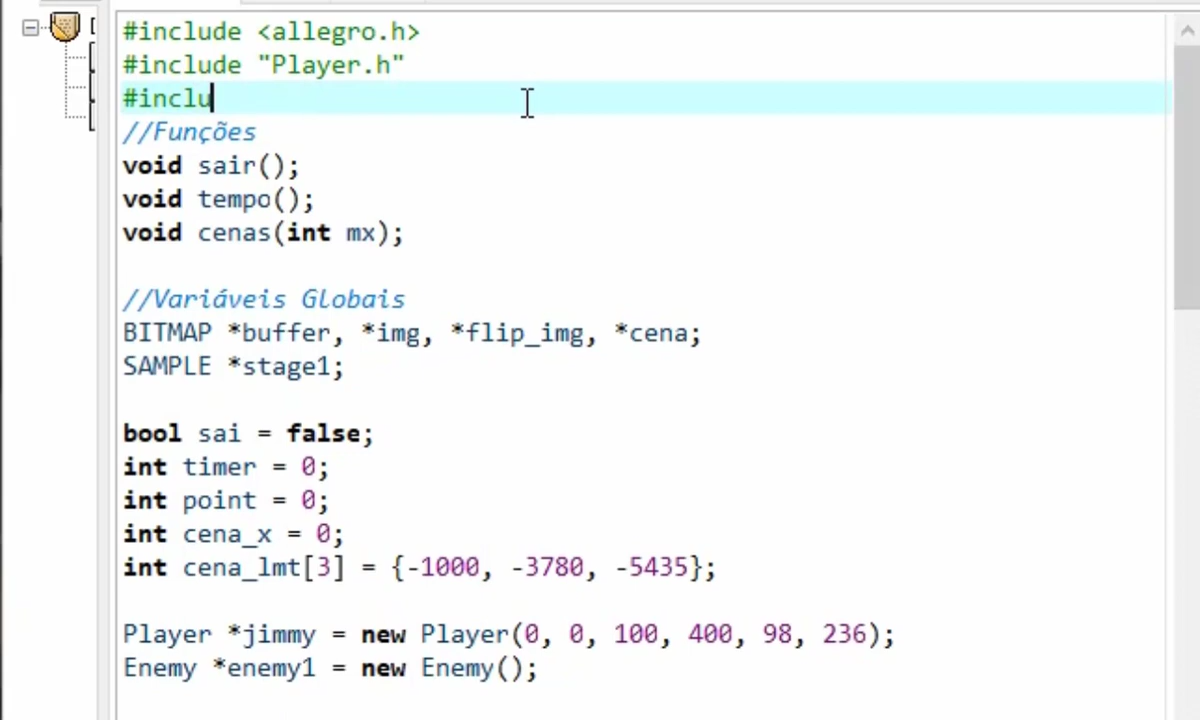 #include <allegro.h>
#include "Player.h"
#inclu
//Funções
void sair();
void tempo();
void cenas(int mx);
//Variáveis Globais
BITMAP *buffer, *img, *flip_img, *cena;
SAMPLE *stage1;
bool sai = false;
int timer = 0;
int point = 0;
int cena_x = 0;
int cena_lmt[3] = {-1000, -3780, -5435};
Player *jimmy = new Player(0, 0, 100, 400, 98, 236);
Enemy *enemy1 = new Enemy();